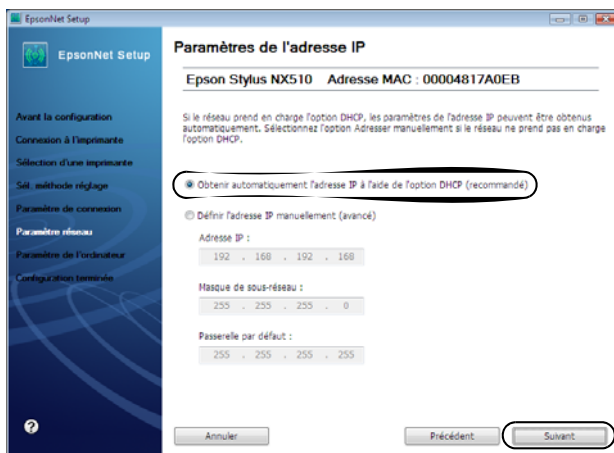 EpsonNet Setup
EpsonNet Setup
Avant la configuration
Connexion à l'imprimante
Sélection d'une imprimante
Sél. méthode réglage
Paramètre de connexion
Paramètre réseau
Paramètre de l'ordinateur
Configuration terminée
Paramètres de l'adresse IP
Epson Stylus NX510 Adresse MAC : 00004817A0EB
Si le réseau prend en charge l'option DHCP, les paramètres de l'adresse IP peuvent être obtenus
automatiquement. Sélectionnez l'option Adresser manuellement si le réseau ne prend pas en charge
l'option DHCP.
Obtenir automatiquement l'adresse IP à l'aide de l'option DHCP (recommandé)
Définir l'adresse IP manuellement (avancé)
Adresse IP :
192 . 168 . 192 . 168
Masque de sous-réseau :
255 . 255 . 255 . 0
Passerelle par défaut :
255 . 255 . 255 . 255
?
Annuler
Précédent
Suivant